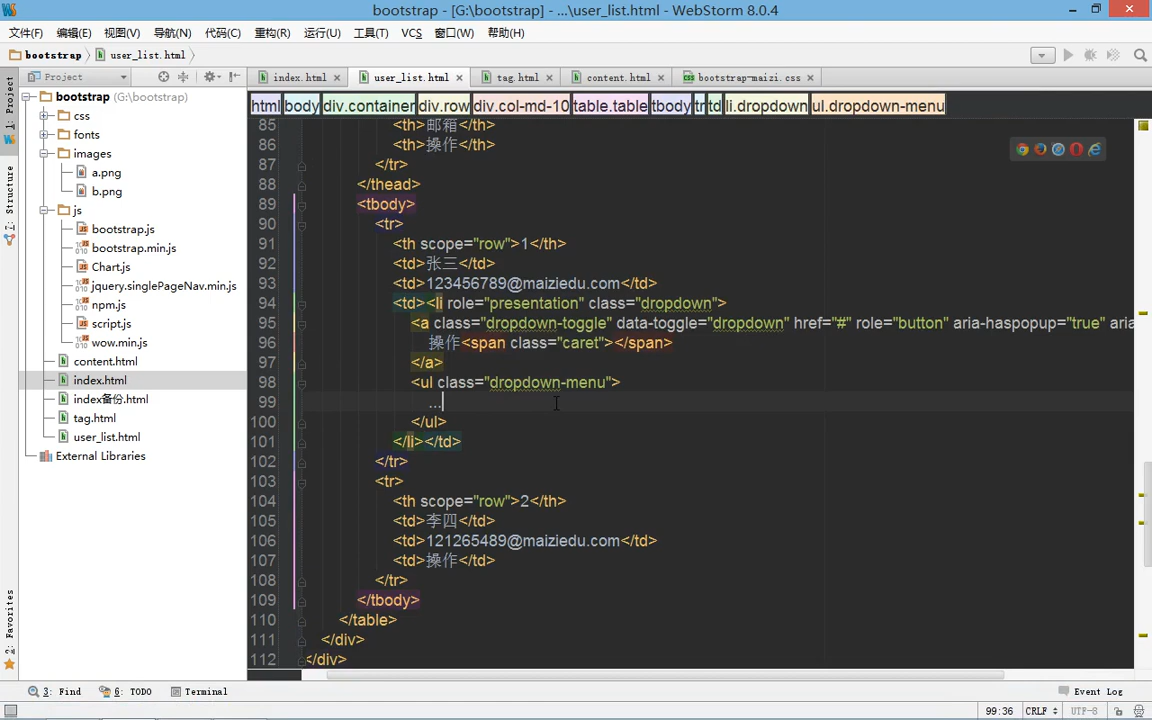 bootstrap - [G:\bootstrap] - ...\user_list.html - WebStorm 8.0.4
文件(F) 编辑(E) 视图(V) 导航(N) 代码(C) 重构(R) 运行(U) 工具(T) VCS 窗口(W) 帮助(H)
bootstrap user_list.html
Project
index.html user_list.html tag.html content.html bootstrap-maizi.css
1: Project
7: Structure
2: Favorites
bootstrap (G:\bootstrap)
css
fonts
images
a.png
b.png
js
bootstrap.js
bootstrap.min.js
Chart.js
jquery.singlePageNav.min.js
npm.js
script.js
wow.min.js
content.html
index.html
index备份.html
tag.html
user_list.html
External Libraries
html body div.container div.row div.col-md-10 table.table tbody tr td li.dropdown ul.dropdown-menu
85 <th>邮箱</th>
86 <th>操作</th>
87 </tr>
88 </thead>
89 <tbody>
90 <tr>
91 <th scope="row">1</th>
92 <td>张三</td>
93 <td>123456789@maiziedu.com</td>
94 <td><li role="presentation" class="dropdown">
95 <a class="dropdown-toggle" data-toggle="dropdown" href="#" role="button" aria-haspopup="true" aria
96 操作<span class="caret"></span>
97 </a>
98 <ul class="dropdown-menu">
99 ...
100 </ul>
101 </li></td>
102 </tr>
103 <tr>
104 <th scope="row">2</th>
105 <td>李四</td>
106 <td>121265489@maiziedu.com</td>
107 <td>操作</td>
108 </tr>
109 </tbody>
110 </table>
111 </div>
112 </div>
3: Find 6: TODO Terminal Event Log
99:36 CRLF UTF-8